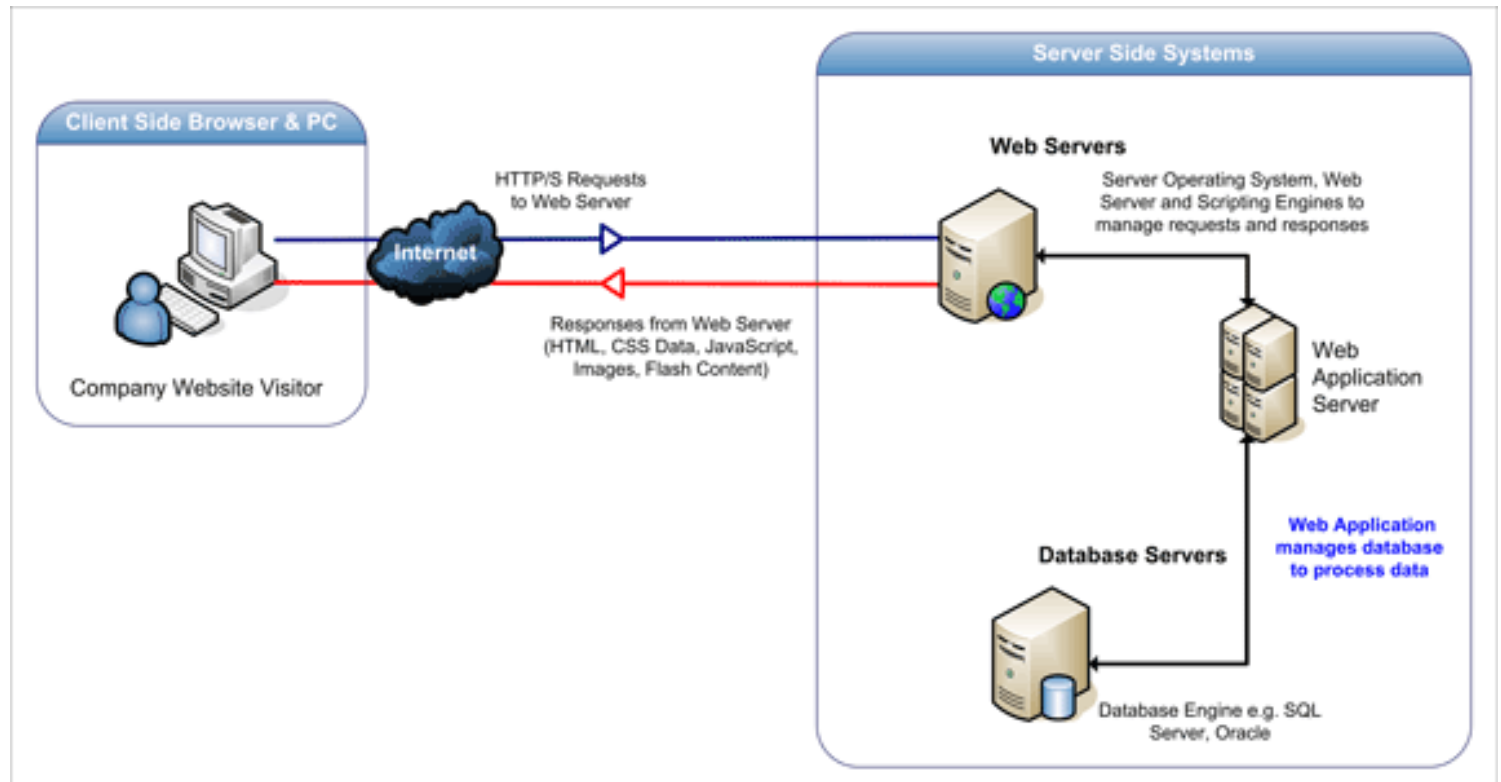 Server Side Systems
Client Side Browser & PC
Web Servers
HTTP/S Requests
to Web Server
Server Operating System, Web
Server and Scripting Engines to
manage requests and responses
Internet
Responses from Web Server
(HTML, CSS Data, JavaScript,
Images, Flash Content)
Company Website Visitor
Web
Application
Server
Web Application
manages database
to process data
Database Servers
Database Engine e.g. SQL
Server, Oracle